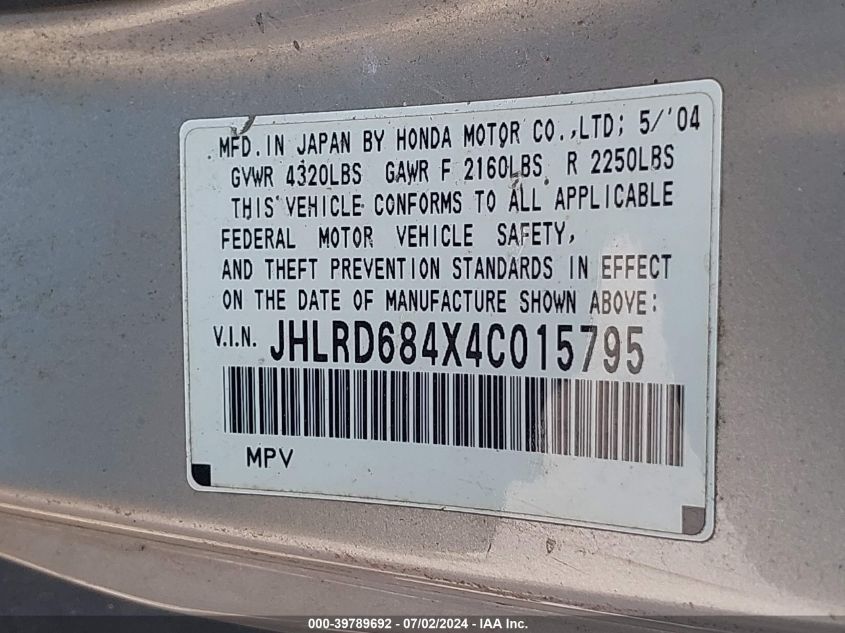 MFD. IN JAPAN BY HONDA MOTOR CO.,LTD; 5/'04
GVWR 4320LBS GAWR F 2160LBS R 2250LBS
THIS VEHICLE CONFORMS TO ALL APPLICABLE
FEDERAL MOTOR VEHICLE SAFETY,
AND THEFT PREVENTION STANDARDS IN EFFECT
ON THE DATE OF MANUFACTURE SHOWN ABOVE:
V.I.N. JHLRD684X4C015795
MPV
000-39789692 - 07/02/2024 - IAA Inc.